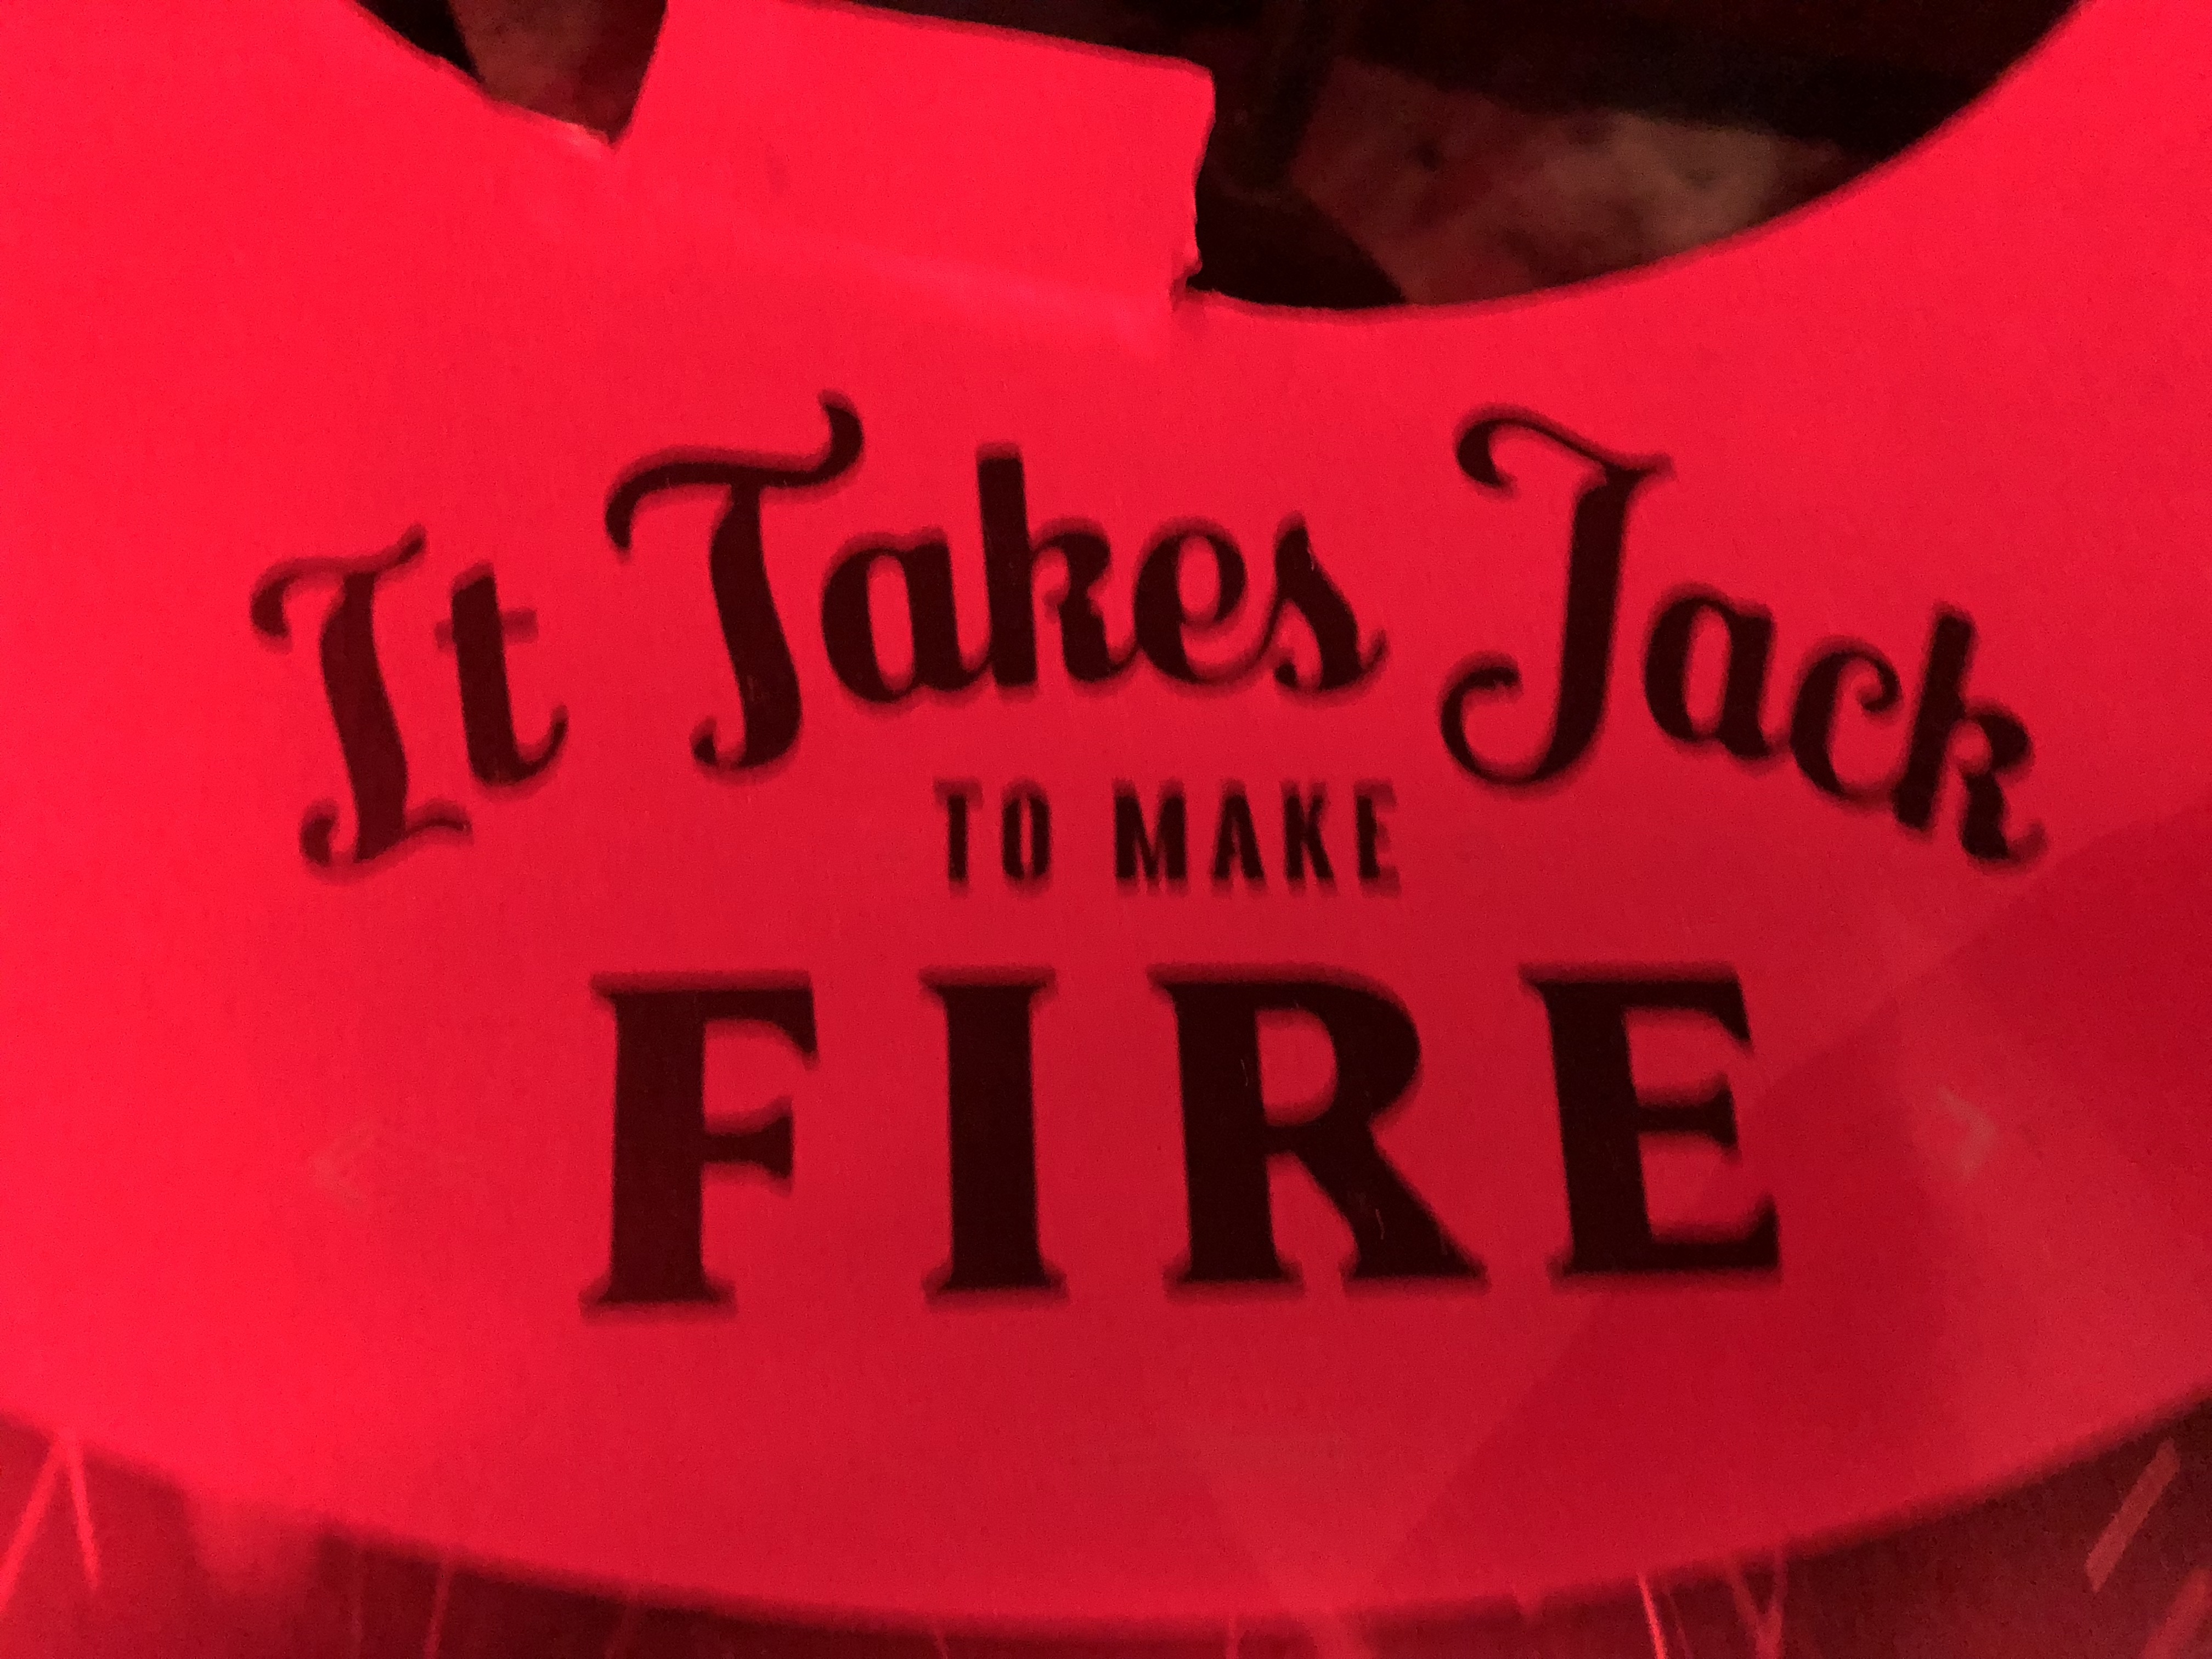 It Takes Jack
TO MAKE
FIRE